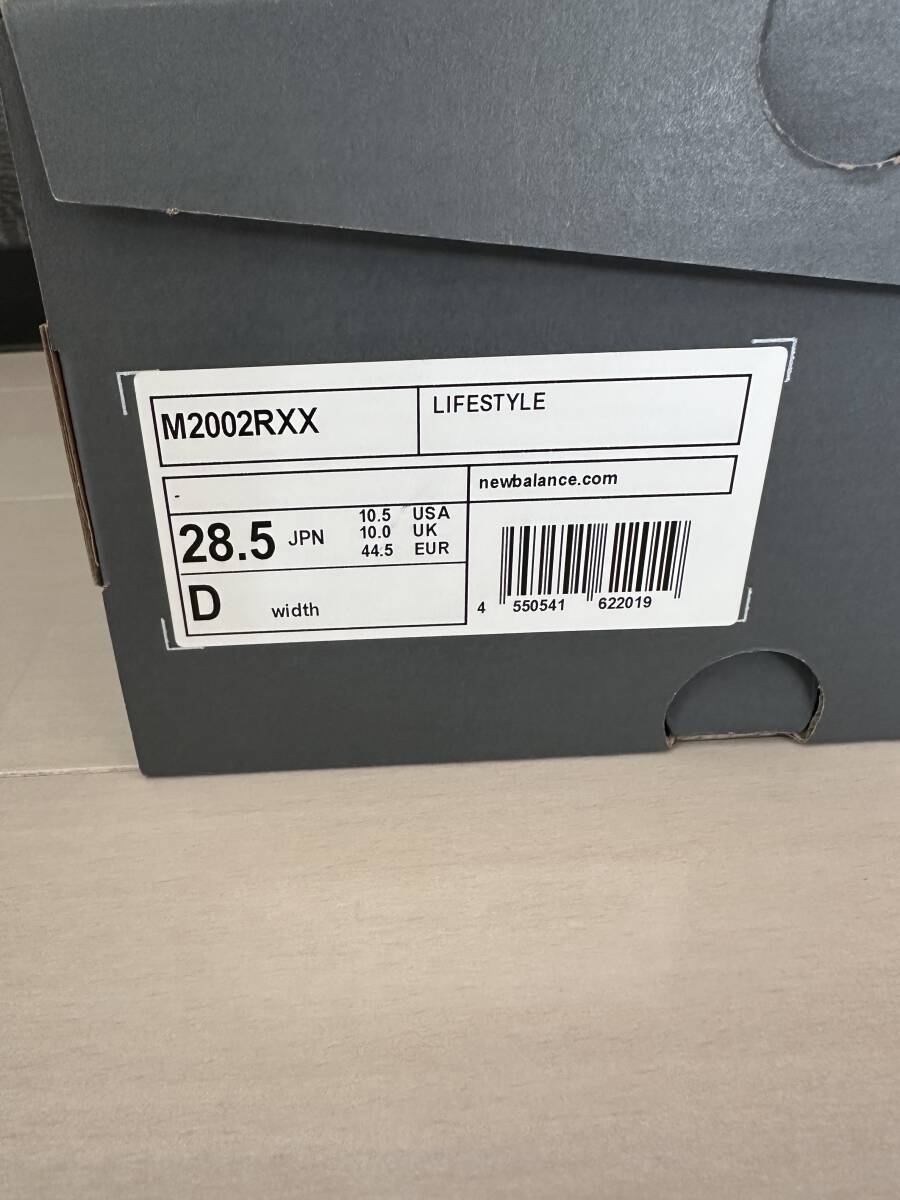 M2002RXX
LIFESTYLE
-
newbalance.com
28.5 JPN
10.5 USA
10.0 UK
44.5 EUR
D width
4 550541 622019